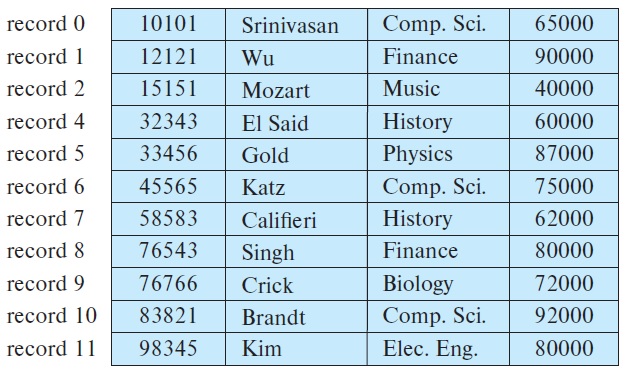 record 0 10101 Srinivasan Comp. Sci. 65000
record 1 12121 Wu Finance 90000
record 2 15151 Mozart Music 40000
record 4 32343 El Said History 60000
record 5 33456 Gold Physics 87000
record 6 45565 Katz Comp. Sci. 75000
record 7 58583 Califieri History 62000
record 8 76543 Singh Finance 80000
record 9 76766 Crick Biology 72000
record 10 83821 Brandt Comp. Sci. 92000
record 11 98345 Kim Elec. Eng. 80000